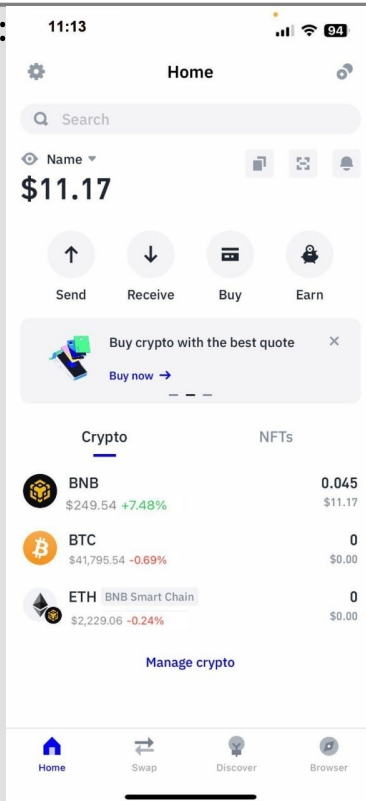 :
11:13
94
Home
Search
Name
$11.17
Send Receive Buy Earn
Buy crypto with the best quote
Buy now →
Crypto NFTs
BNB 0.045
$249.54 +7.48% $11.17
BTC 0
$41,795.54 -0.69% $0.00
ETH BNB Smart Chain 0
$2,229.06 -0.24% $0.00
Manage crypto
Home Swap Discover Browser